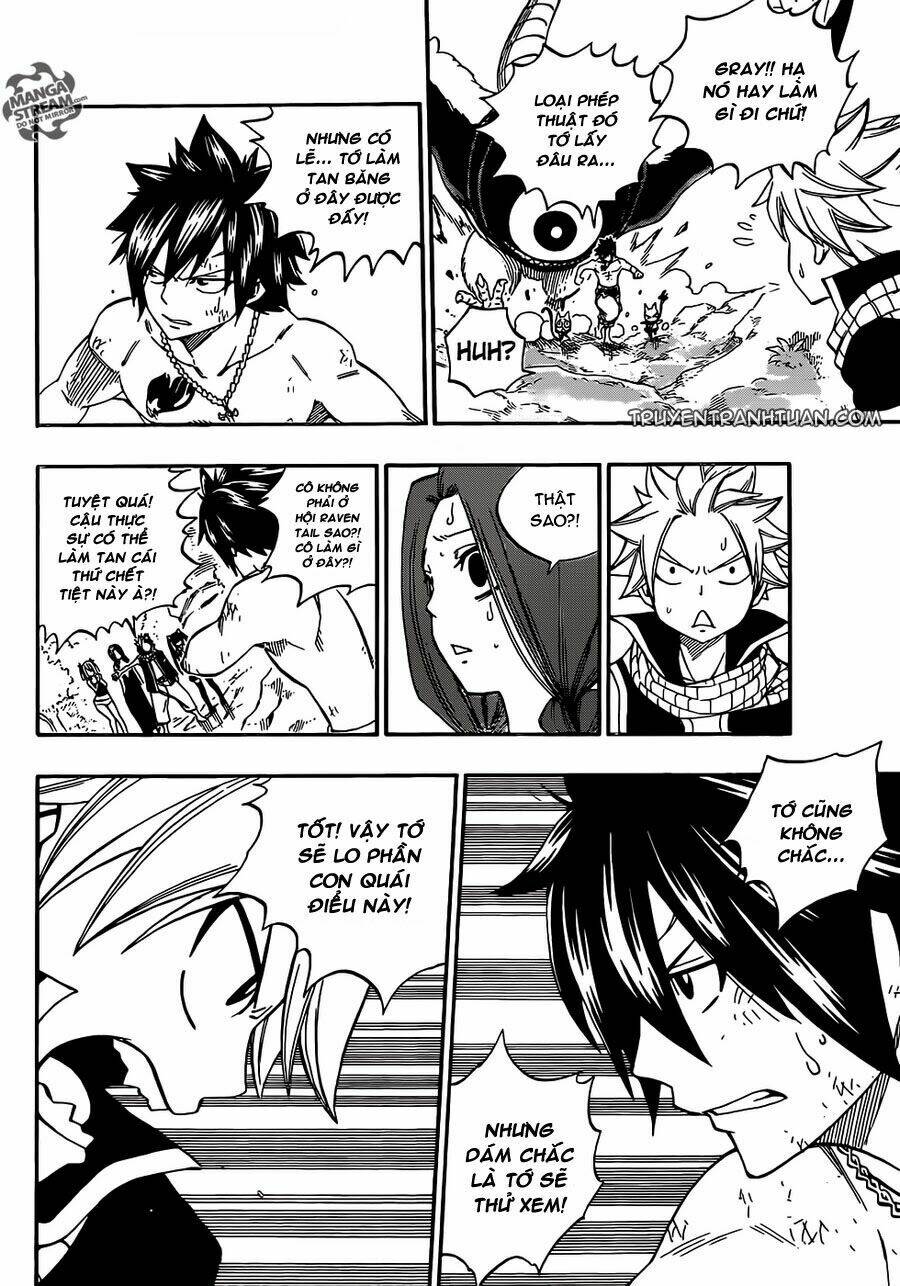 GRAY!! HẠ
NÓ HAY LÀM
GÌ ĐI CHỨ!
LOẠI PHÉP
THUẬT ĐÓ
TỚ LẤY
ĐÂU RA...
HUH?
TRUYENTRANHTUAN.COM
MANGA
STREAM.com
DO NOT MIRROR.
NHƯNG CÓ
LẼ... TỚ LÀM
TAN BĂNG
Ở ĐÂY ĐƯỢC
ĐẤY!
THẬT
SAO?!
CÔ KHÔNG
PHẢI Ở
HỘI RAVEN
TAIL SAO?!
CÔ LÀM GÌ
Ở ĐÂY?!
TUYỆT QUÁ!
CẬU THỰC
SỰ CÓ THỂ
LÀM TAN CÁI
THỨ CHẾT
TIỆT NÀY À?!
TỚ CŨNG
KHÔNG
CHẮC...
NHƯNG
DÁM CHẮC
LÀ TỚ SẼ
THỬ XEM!
TỐT! VẬY TỚ
SẼ LO PHẦN
CON QUÁI
ĐIỂU NÀY!